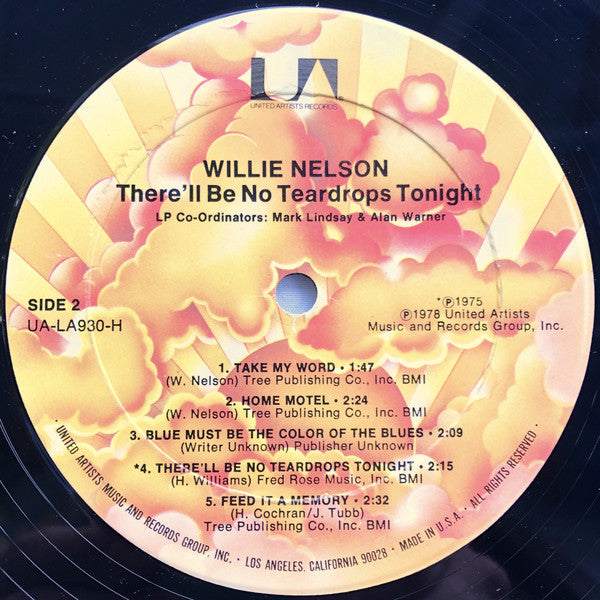 UA
UNITED ARTISTS RECORDS
WILLIE NELSON
There'll Be No Teardrops Tonight
LP Co-Ordinators: Mark Lindsay & Alan Warner
SIDE 2
UA-LA930-H
*Ⓟ1975
Ⓟ1978 United Artists
Music and Records Group, Inc.
1. TAKE MY WORD • 1:47
(W. Nelson) Tree Publishing Co., Inc. BMI
2. HOME MOTEL • 2:24
(W. Nelson) Tree Publishing Co., Inc. BMI
3. BLUE MUST BE THE COLOR OF THE BLUES • 2:09
(Writer Unknown) Publisher Unknown
*4. THERE'LL BE NO TEARDROPS TONIGHT • 2:15
(H. Williams) Fred Rose Music, Inc. BMI
5. FEED IT A MEMORY • 2:32
(H. Cochran/J. Tubb)
Tree Publishing Co., Inc. BMI
UNITED ARTISTS MUSIC AND RECORDS GROUP, INC. • LOS ANGELES, CALIFORNIA 90028 • MADE IN U.S.A. • ALL RIGHTS RESERVED.